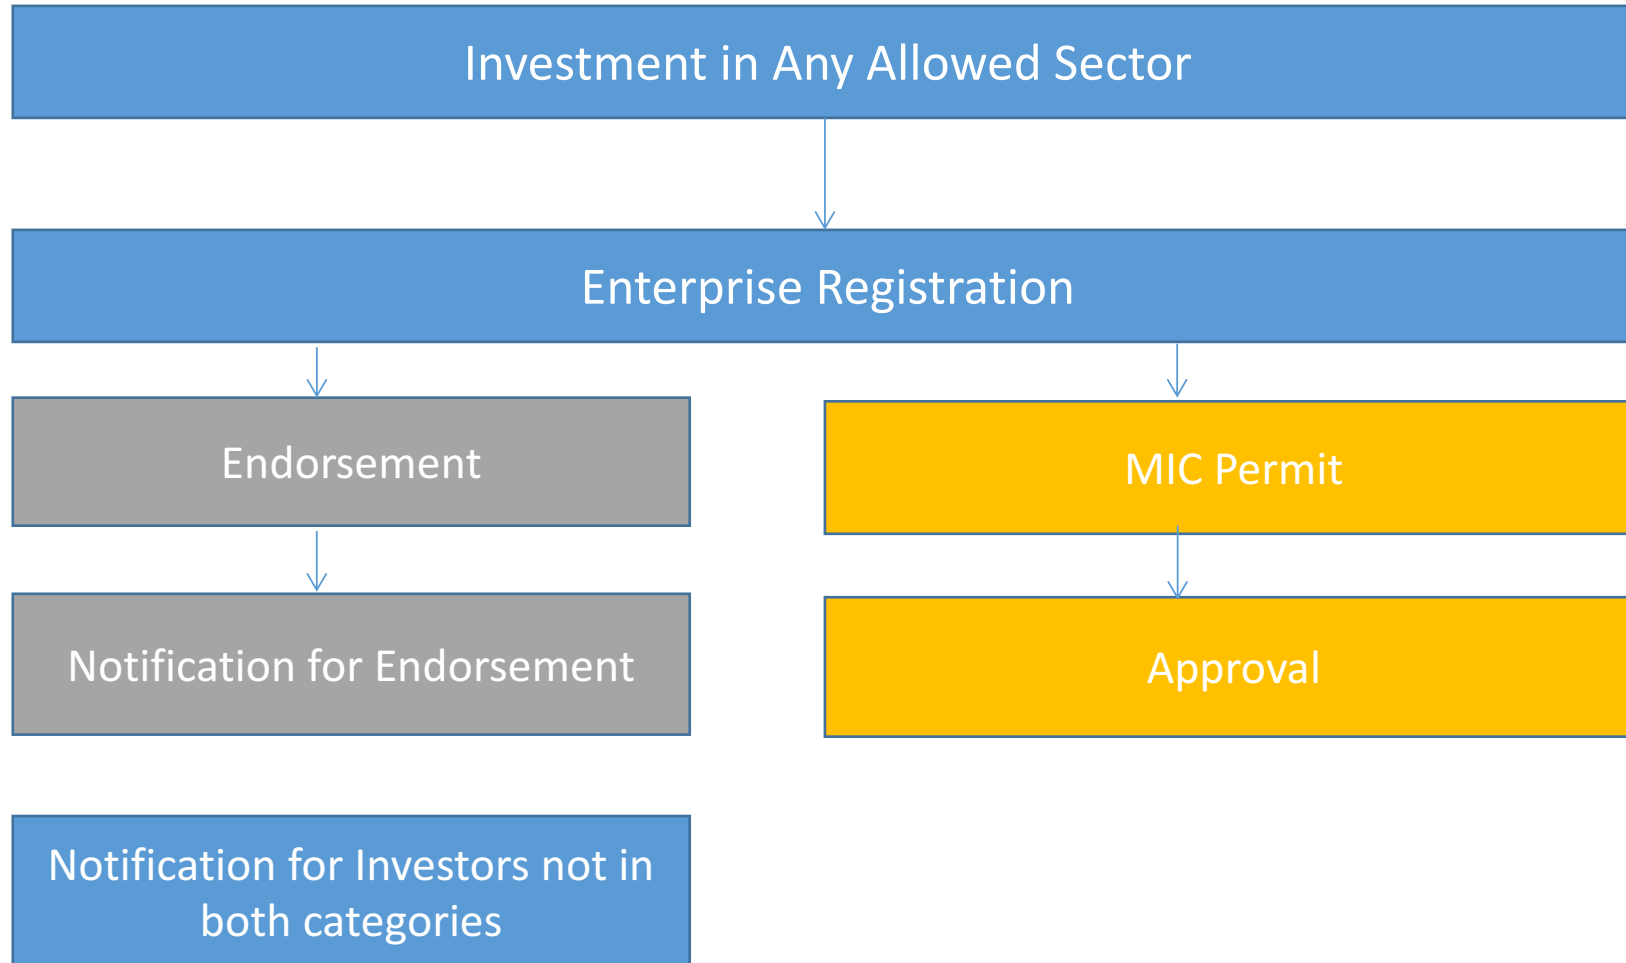 Investment in Any Allowed Sector
Enterprise Registration
Endorsement
MIC Permit
Notification for Endorsement
Approval
Notification for Investors not in
both categories